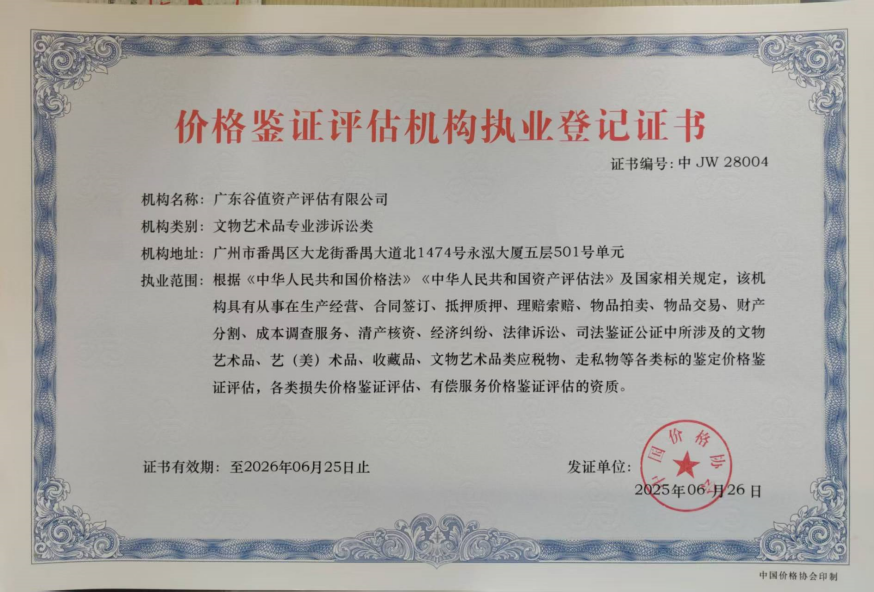 价格鉴证评估机构执业登记证书
证书编号:中 JW 28004
机构名称: 广东谷值资产评估有限公司
机构类别: 文物艺术品专业涉诉讼类
机构地址: 广州市番禺区大龙街番禺大道北1474号永泓大厦五层501号单元
执业范围: 根据《中华人民共和国价格法》《中华人民共和国资产评估法》及国家相关规定，该机
构具有从事在生产经营、合同签订、抵押质押、理赔索赔、物品拍卖、物品交易、财产
分割、成本调查服务、清产核资、经济纠纷、法律诉讼、司法鉴证公证中所涉及的文物
艺术品、艺（美）术品、收藏品、文物艺术品类应税物、走私物等各类标的鉴定价格鉴
证评估，各类损失价格鉴证评估、有偿服务价格鉴证评估的资质。
证书有效期: 至2026年06月25日止
发证单位:
中国价格协会
2025年06月26日
中国价格协会印制